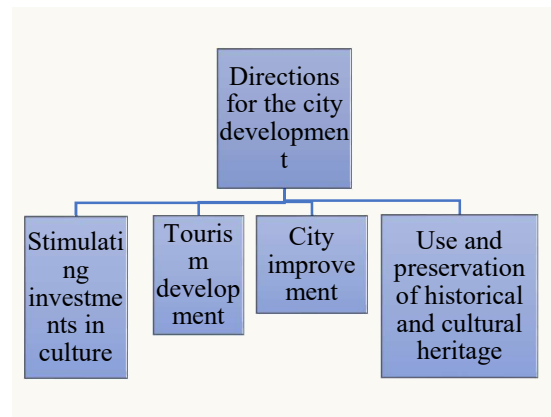 Directions
for the city
developmen
t
Stimulati
ng
investme
nts in
culture
Touris
m
develop
ment
City
improve
ment
Use and
preservation
of historical
and cultural
heritage